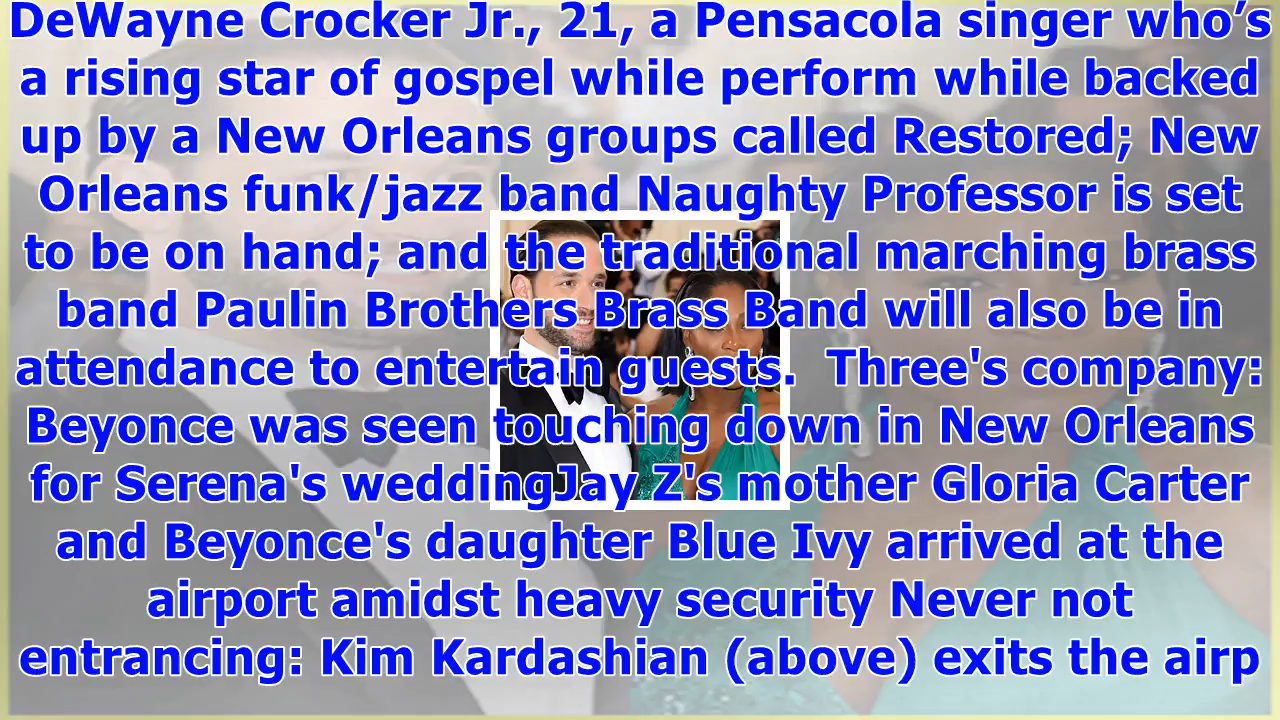 DeWayne Crocker Jr., 21, a Pensacola singer who’s
a rising star of gospel while perform while backed
up by a New Orleans groups called Restored; New
Orleans funk/jazz band Naughty Professor is set
to be on hand; and the traditional marching brass
band Paulin Brothers Brass Band will also be in
attendance to entertain guests.  Three's company:
Beyonce was seen touching down in New Orleans
for Serena's weddingJay Z's mother Gloria Carter
and Beyonce's daughter Blue Ivy arrived at the
airport amidst heavy security Never not
entrancing: Kim Kardashian (above) exits the airp